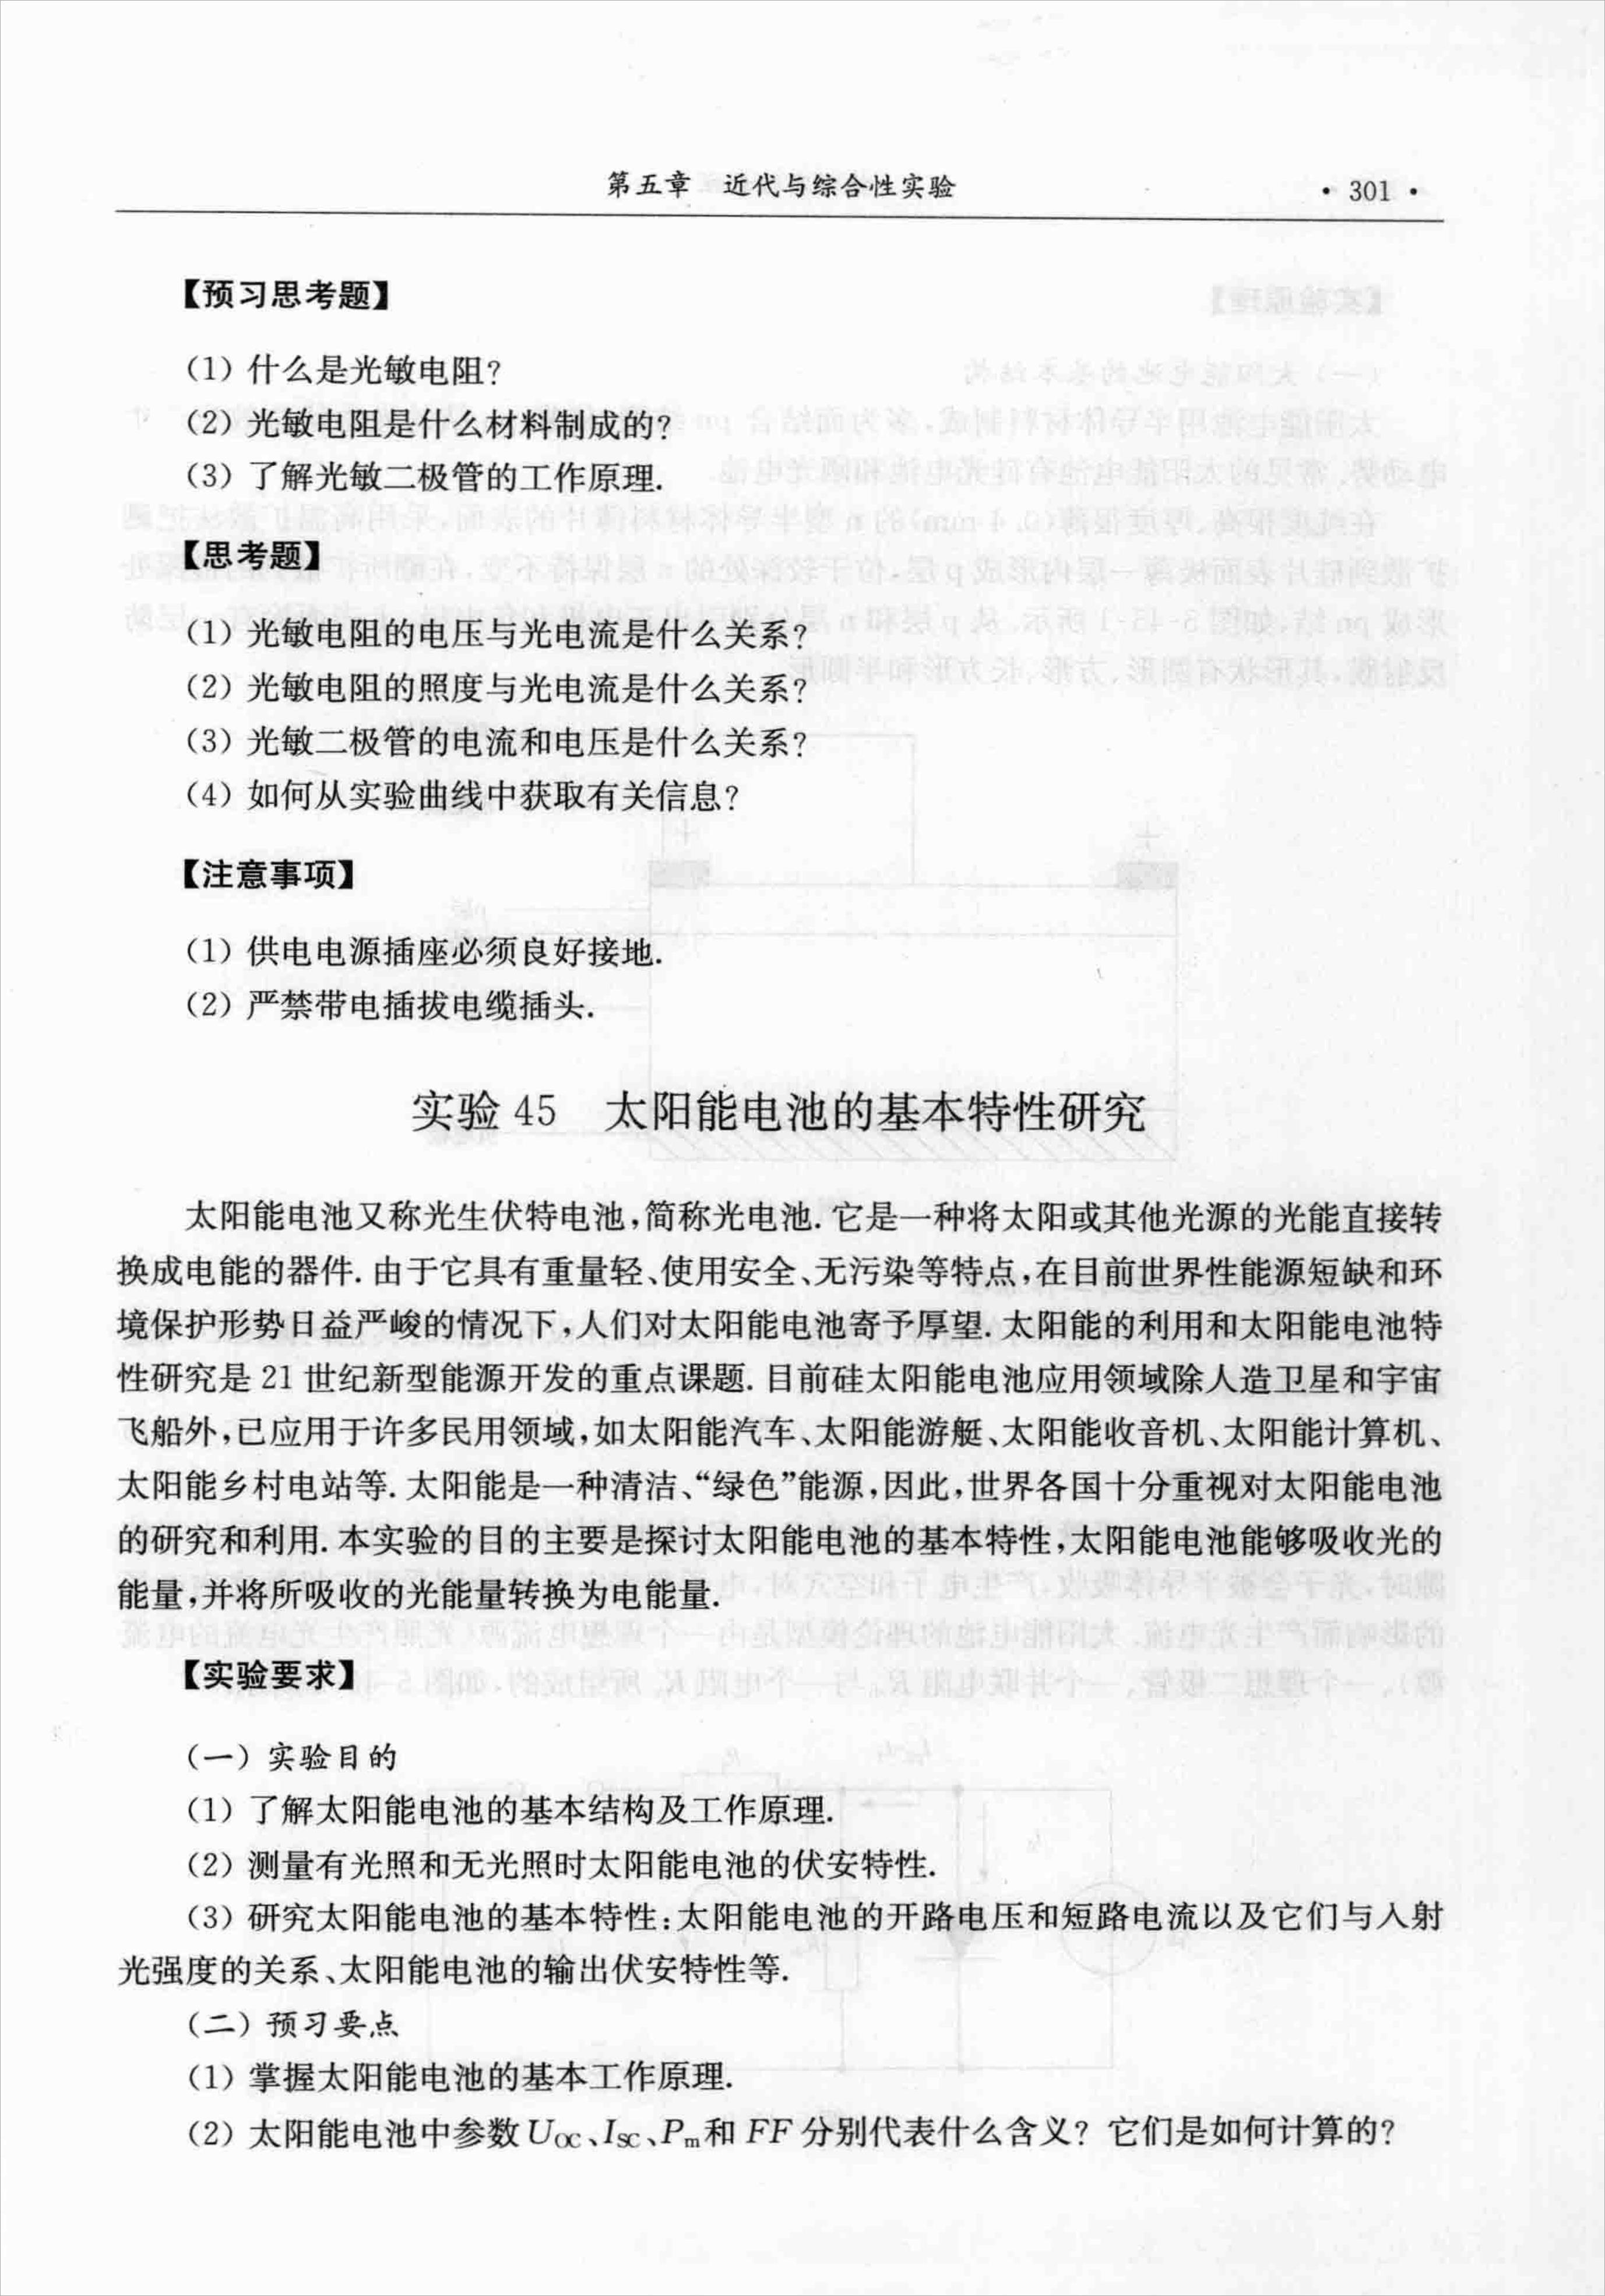 第五章 近代与综合性实验 · 301 ·
【预习思考题】
(1) 什么是光敏电阻?
(2) 光敏电阻是什么材料制成的?
(3) 了解光敏二极管的工作原理.
【思考题】
(1) 光敏电阻的电压与光电流是什么关系?
(2) 光敏电阻的照度与光电流是什么关系?
(3) 光敏二极管的电流和电压是什么关系?
(4) 如何从实验曲线中获取有关信息?
【注意事项】
(1) 供电电源插座必须良好接地.
(2) 严禁带电插拔电缆插头.
实验 45 太阳能电池的基本特性研究
太阳能电池又称光生伏特电池,简称光电池. 它是一种将太阳或其他光源的光能直接转
换成电能的器件. 由于它具有重量轻、使用安全、无污染等特点,在目前世界性能源短缺和环
境保护形势日益严峻的情况下,人们对太阳能电池寄予厚望. 太阳能的利用和太阳能电池特
性研究是 21 世纪新型能源开发的重点课题. 目前硅太阳能电池应用领域除人造卫星和宇宙
飞船外,已应用于许多民用领域,如太阳能汽车、太阳能游艇、太阳能收音机、太阳能计算机、
太阳能乡村电站等. 太阳能是一种清洁、“绿色”能源,因此,世界各国十分重视对太阳能电池
的研究和利用. 本实验的目的主要是探讨太阳能电池的基本特性,太阳能电池能够吸收光的
能量,并将所吸收的光能量转换为电能量.
【实验要求】
(一) 实验目的
(1) 了解太阳能电池的基本结构及工作原理.
(2) 测量有光照和无光照时太阳能电池的伏安特性.
(3) 研究太阳能电池的基本特性:太阳能电池的开路电压和短路电流以及它们与入射
光强度的关系、太阳能电池的输出伏安特性等.
(二) 预习要点
(1) 掌握太阳能电池的基本工作原理.
(2) 太阳能电池中参数 U_OC、I_SC、P_m 和 FF 分别代表什么含义? 它们是如何计算的?